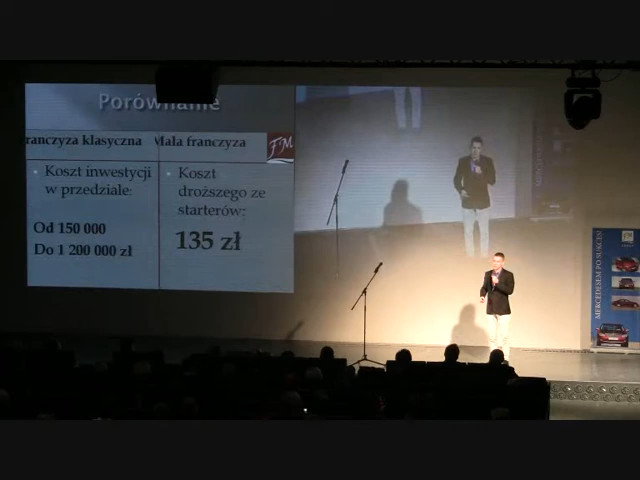 Porównanie
ranczyza klasyczna
Mała franczyza
FM
Koszt inwestycji
w przedziale:
Od 150 000
Do 1 200 000 zł
Koszt
droższego ze
starterów:
135 zł
MERCEDESEM PO SUKCES!